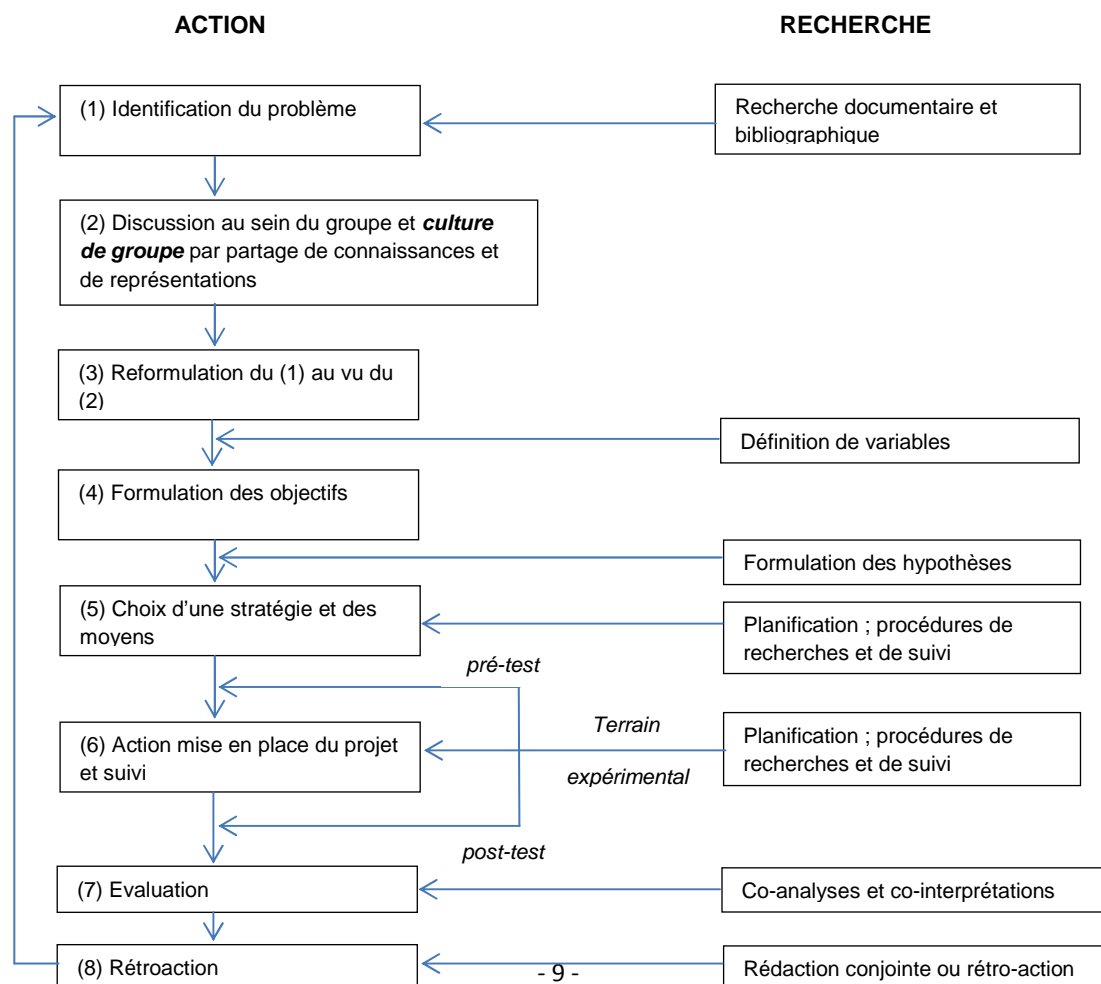 ACTION
RECHERCHE
(1) Identification du problème
Recherche documentaire et
bibliographique
(2) Discussion au sein du groupe et culture
de groupe par partage de connaissances et
de représentations
(3) Reformulation du (1) au vu du
(2)
Définition de variables
(4) Formulation des objectifs
Formulation des hypothèses
(5) Choix d’une stratégie et des
moyens
Planification ; procédures de
recherches et de suivi
pré-test
(6) Action mise en place du projet
et suivi
Terrain
expérimental
Planification ; procédures de
recherches et de suivi
post-test
(7) Evaluation
Co-analyses et co-interprétations
(8) Rétroaction
- 9 -
Rédaction conjointe ou rétro-action